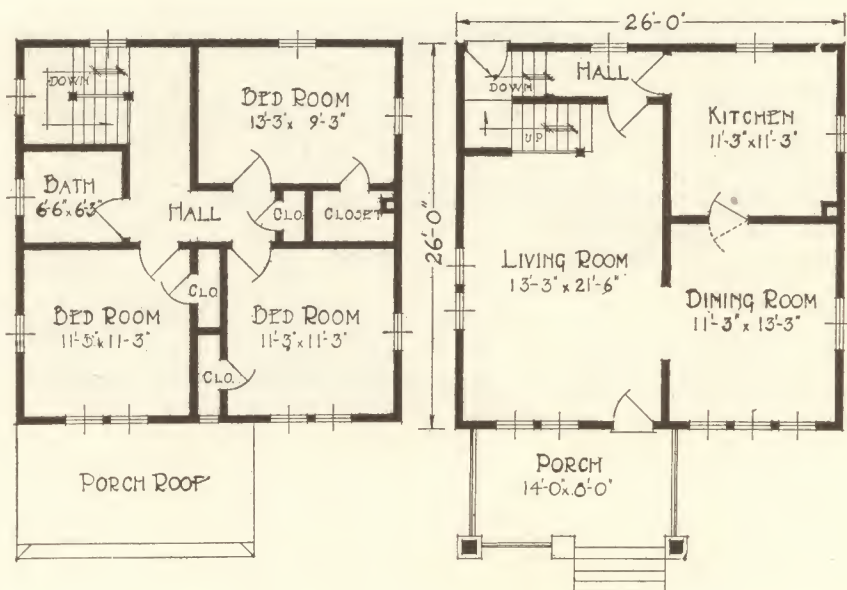 DOWN
BED ROOM
13'-3" x 9'-3"
BATH
6'-6" x 6'-3"
HALL
CLO.
CLOSET
CLO.
BED ROOM
11'-5" x 11'-3"
BED ROOM
11'-3" x 11'-3"
CLO.
PORCH ROOF
26'-0"
26'-0"
HALL
DOWN
UP
KITCHEN
11'-3" x 11'-3"
LIVING ROOM
13'-3" x 21'-6"
DINING ROOM
11'-3" x 13'-3"
PORCH
14'-0" x 8'-0"